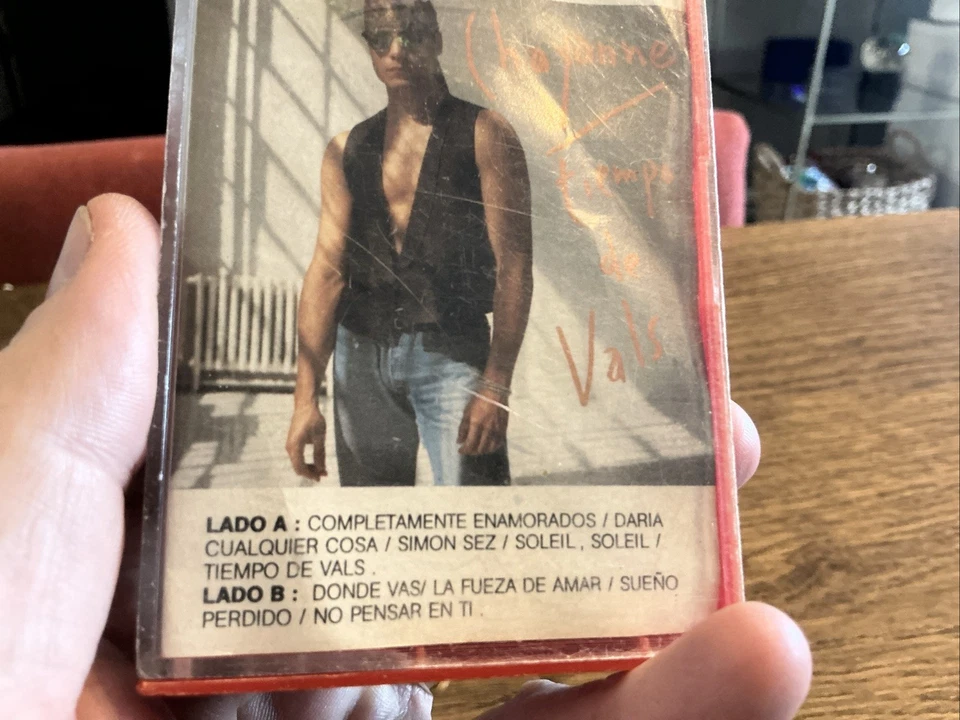 Chayanne
tiempo
de
Vals
LADO A : COMPLETAMENTE ENAMORADOS / DARIA
CUALQUIER COSA / SIMON SEZ / SOLEIL, SOLEIL /
TIEMPO DE VALS .
LADO B : DONDE VAS/ LA FUEZA DE AMAR / SUEÑO
PERDIDO / NO PENSAR EN TI .